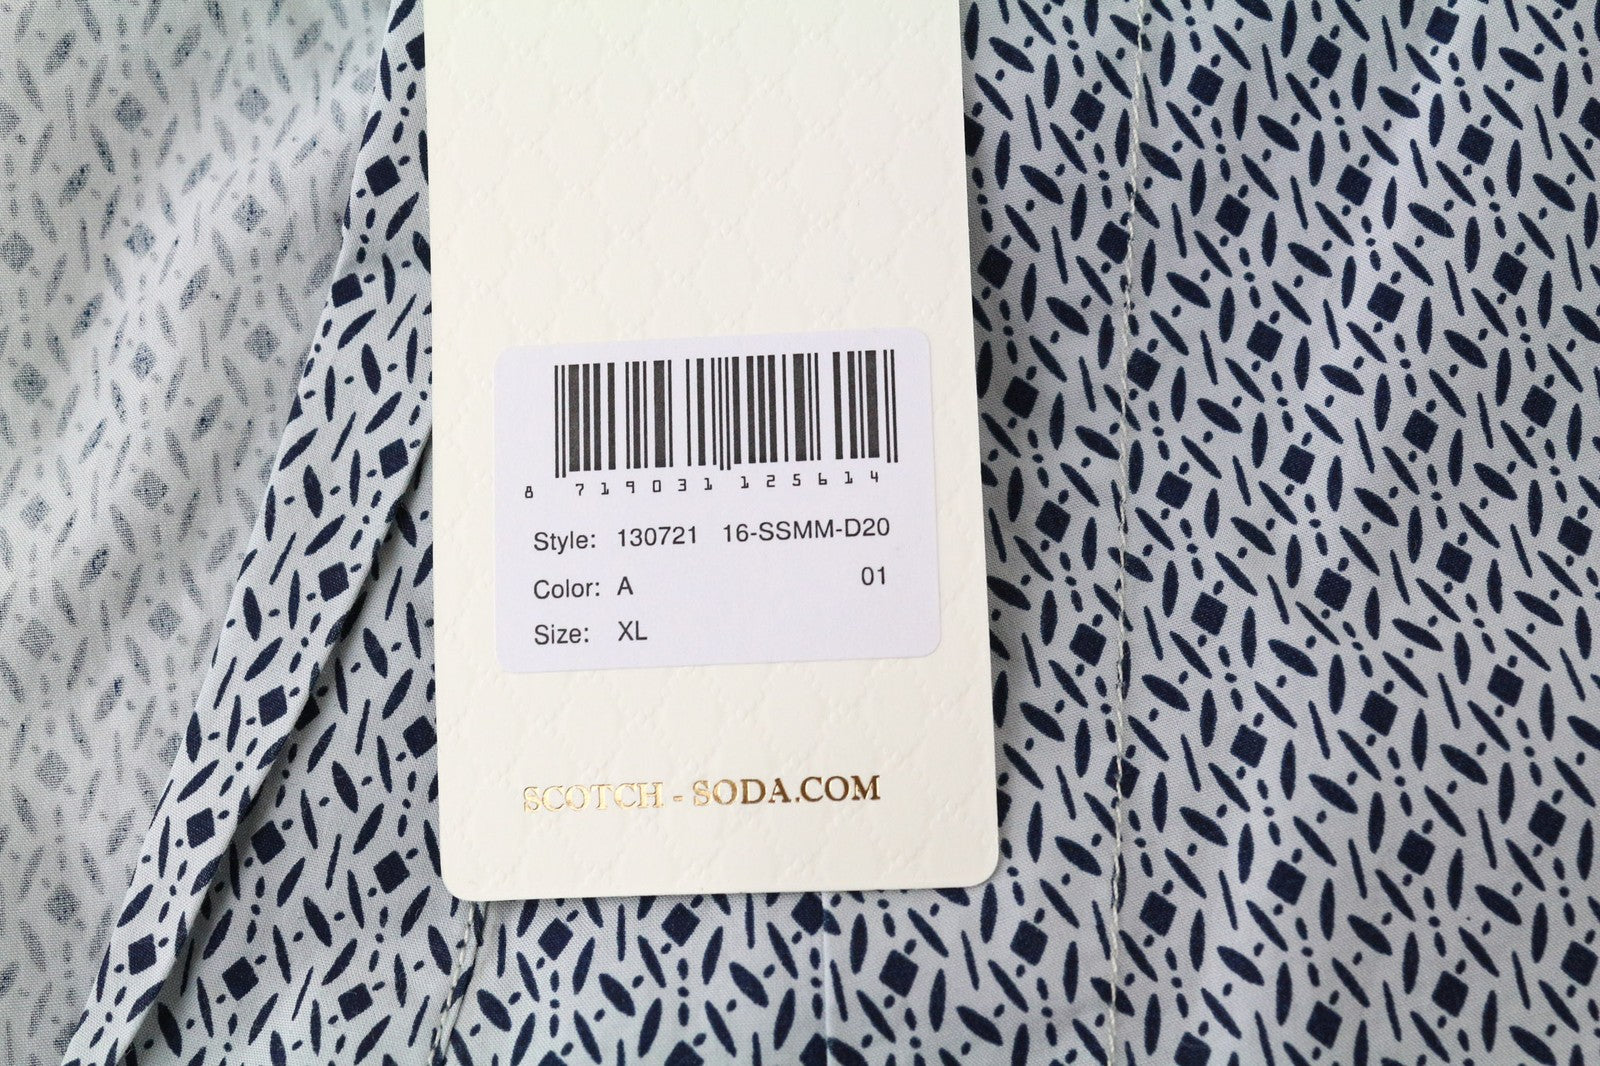 8 719031 125614
Style: 130721 16-SSMM-D20
Color: A 01
Size: XL
SCOTCH - SODA.COM